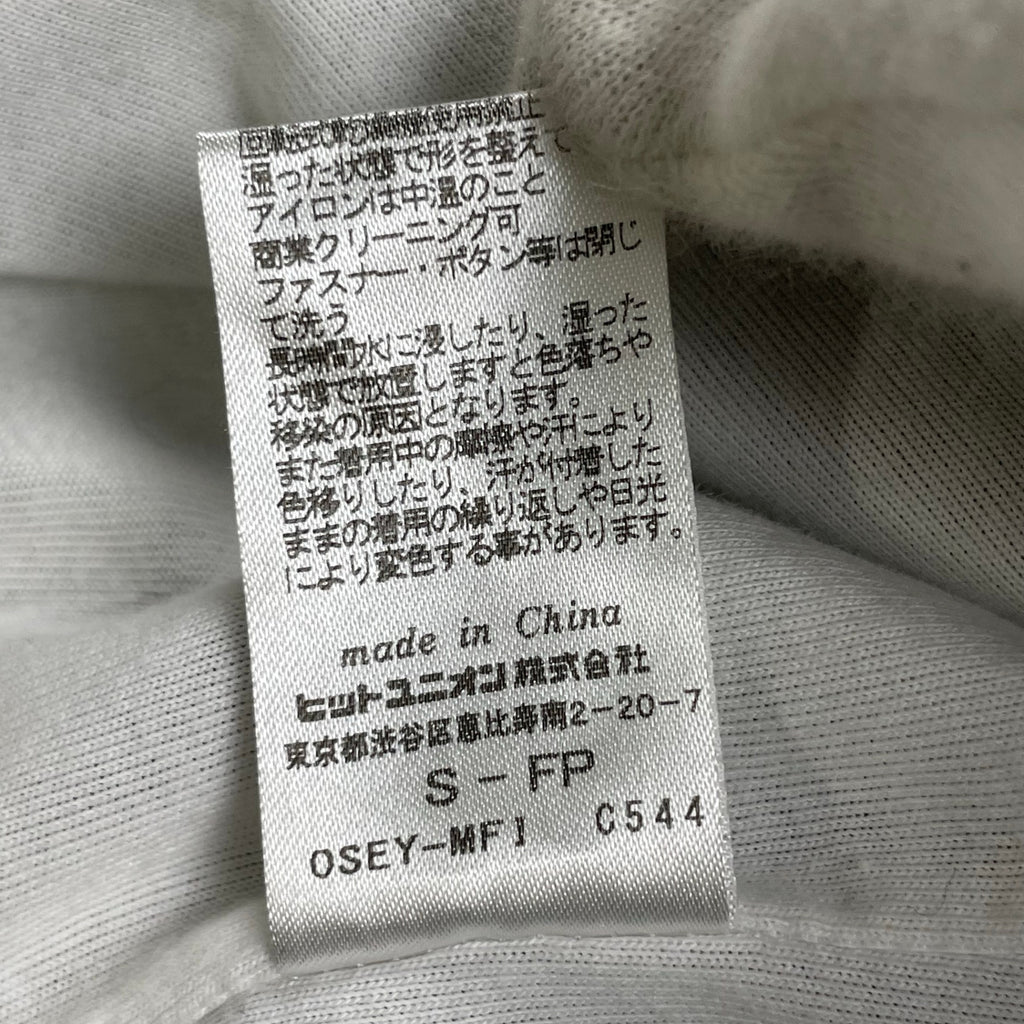 湿った状態で形を整えて
アイロンは中温のこと
商業クリーニング可
ファスナー・ボタン等は閉じ
て洗う
長時間水に浸したり、湿った
状態で放置しますと色落ちや
移染の原因となります。
また着用中の摩擦や汗により
色移りしたり、汗が付着した
ままの着用の繰り返しや日光
により変色する事があります。
made in China
ヒットユニオン株式会社
東京都渋谷区恵比寿南2-20-7
S-FP
OSEY-MFI C544